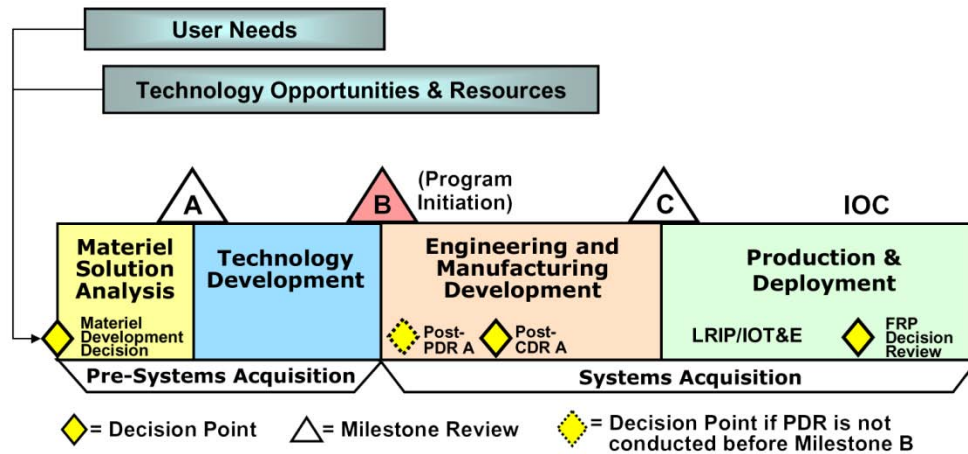 User Needs
Technology Opportunities & Resources
A
B
(Program
Initiation)
C
IOC
Materiel
Solution
Analysis
Technology
Development
Engineering and
Manufacturing
Development
Production &
Deployment
Materiel
Development
Decision
Post-
PDR A
Post-
CDR A
LRIP/IOT&E
FRP
Decision
Review
Pre-Systems Acquisition
Systems Acquisition
= Decision Point
= Milestone Review
= Decision Point if PDR is not
conducted before Milestone B